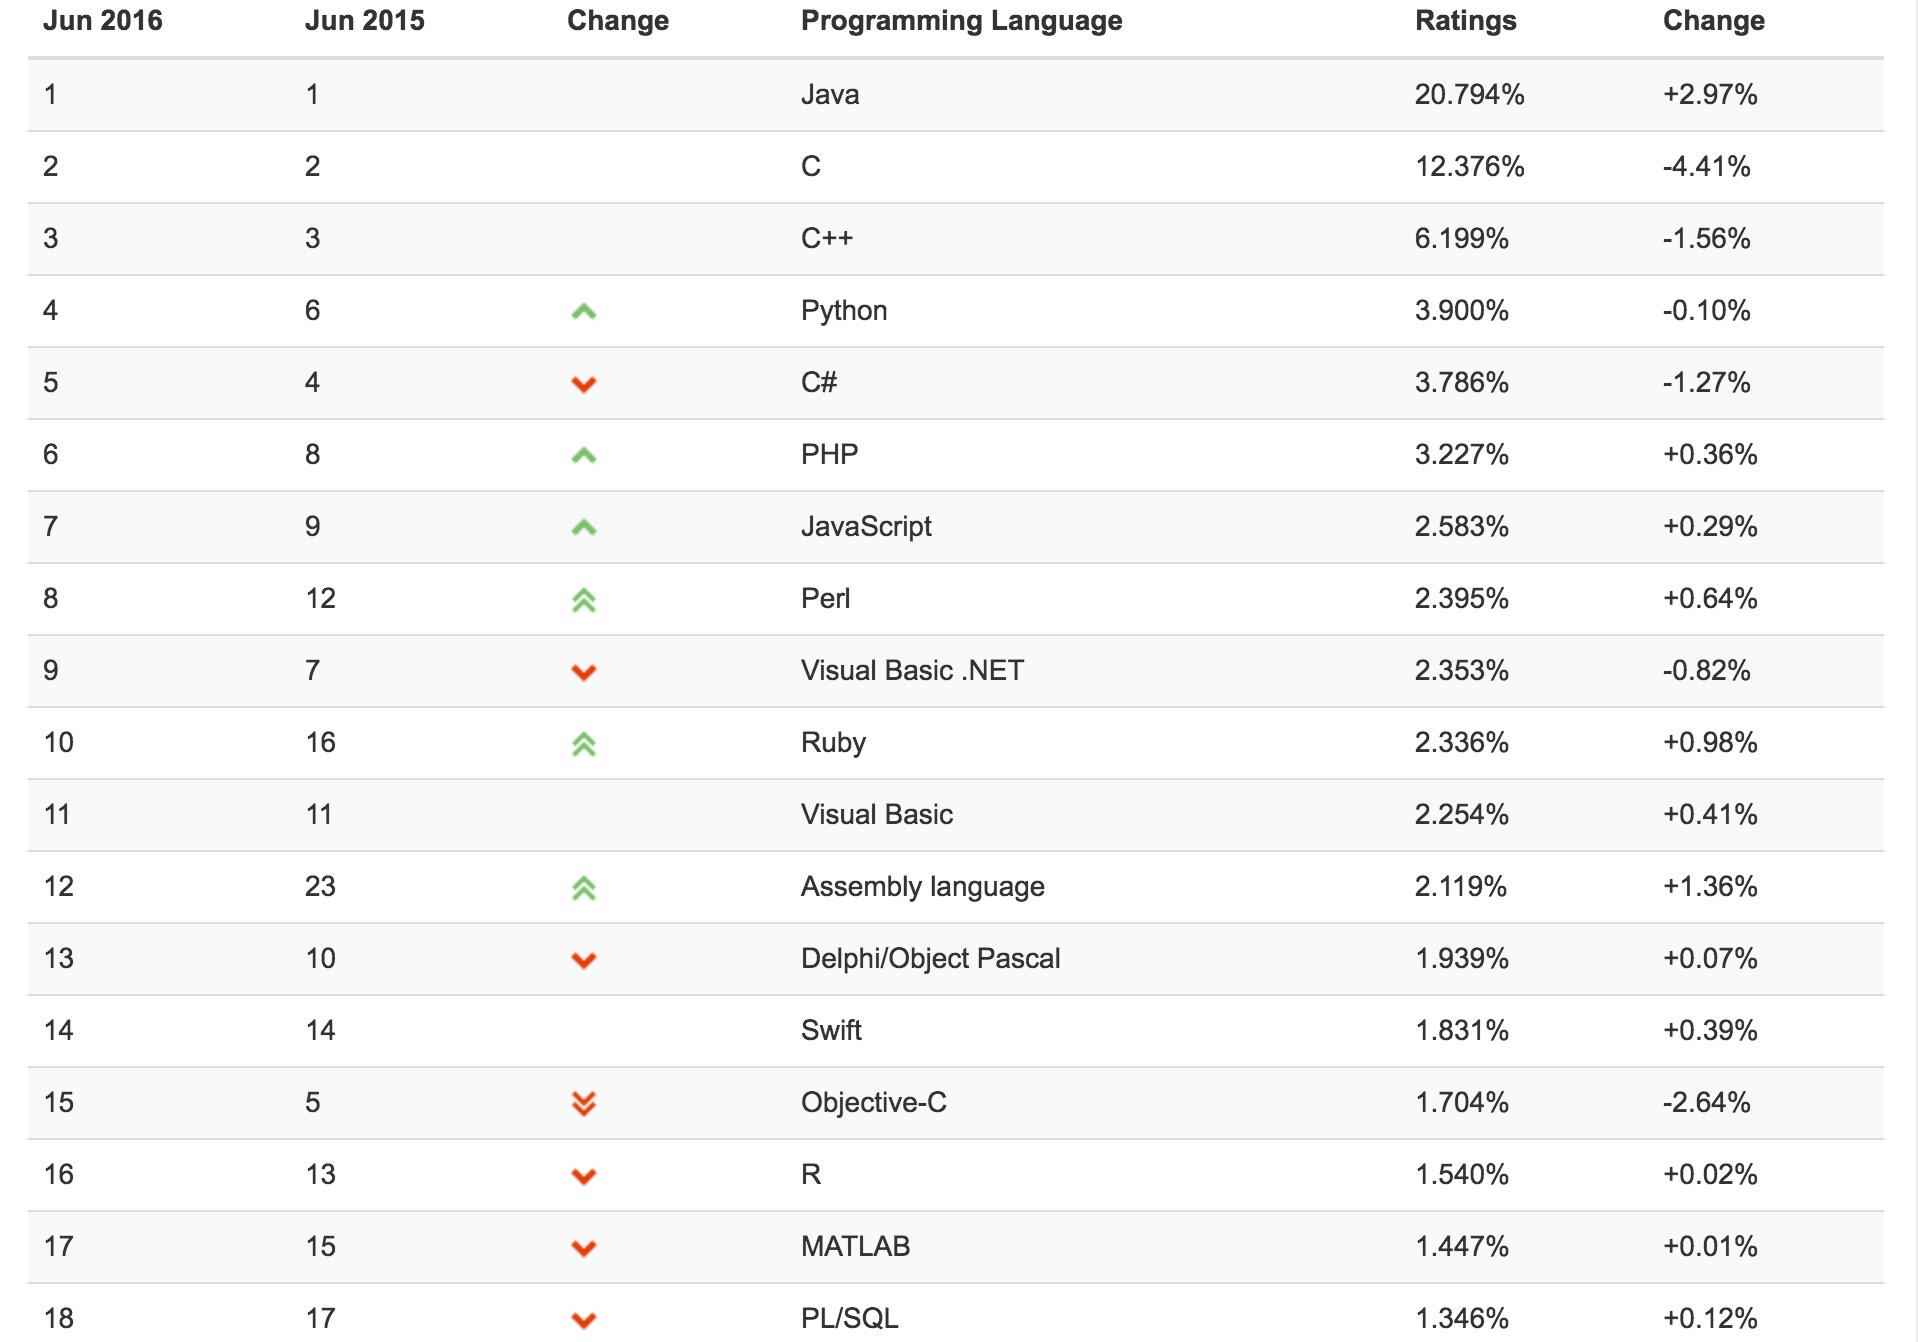 Jun 2016 Jun 2015 Change Programming Language Ratings Change
1 1 Java 20.794% +2.97%
2 2 C 12.376% -4.41%
3 3 C++ 6.199% -1.56%
4 6 Python 3.900% -0.10%
5 4 C# 3.786% -1.27%
6 8 PHP 3.227% +0.36%
7 9 JavaScript 2.583% +0.29%
8 12 Perl 2.395% +0.64%
9 7 Visual Basic .NET 2.353% -0.82%
10 16 Ruby 2.336% +0.98%
11 11 Visual Basic 2.254% +0.41%
12 23 Assembly language 2.119% +1.36%
13 10 Delphi/Object Pascal 1.939% +0.07%
14 14 Swift 1.831% +0.39%
15 5 Objective-C 1.704% -2.64%
16 13 R 1.540% +0.02%
17 15 MATLAB 1.447% +0.01%
18 17 PL/SQL 1.346% +0.12%